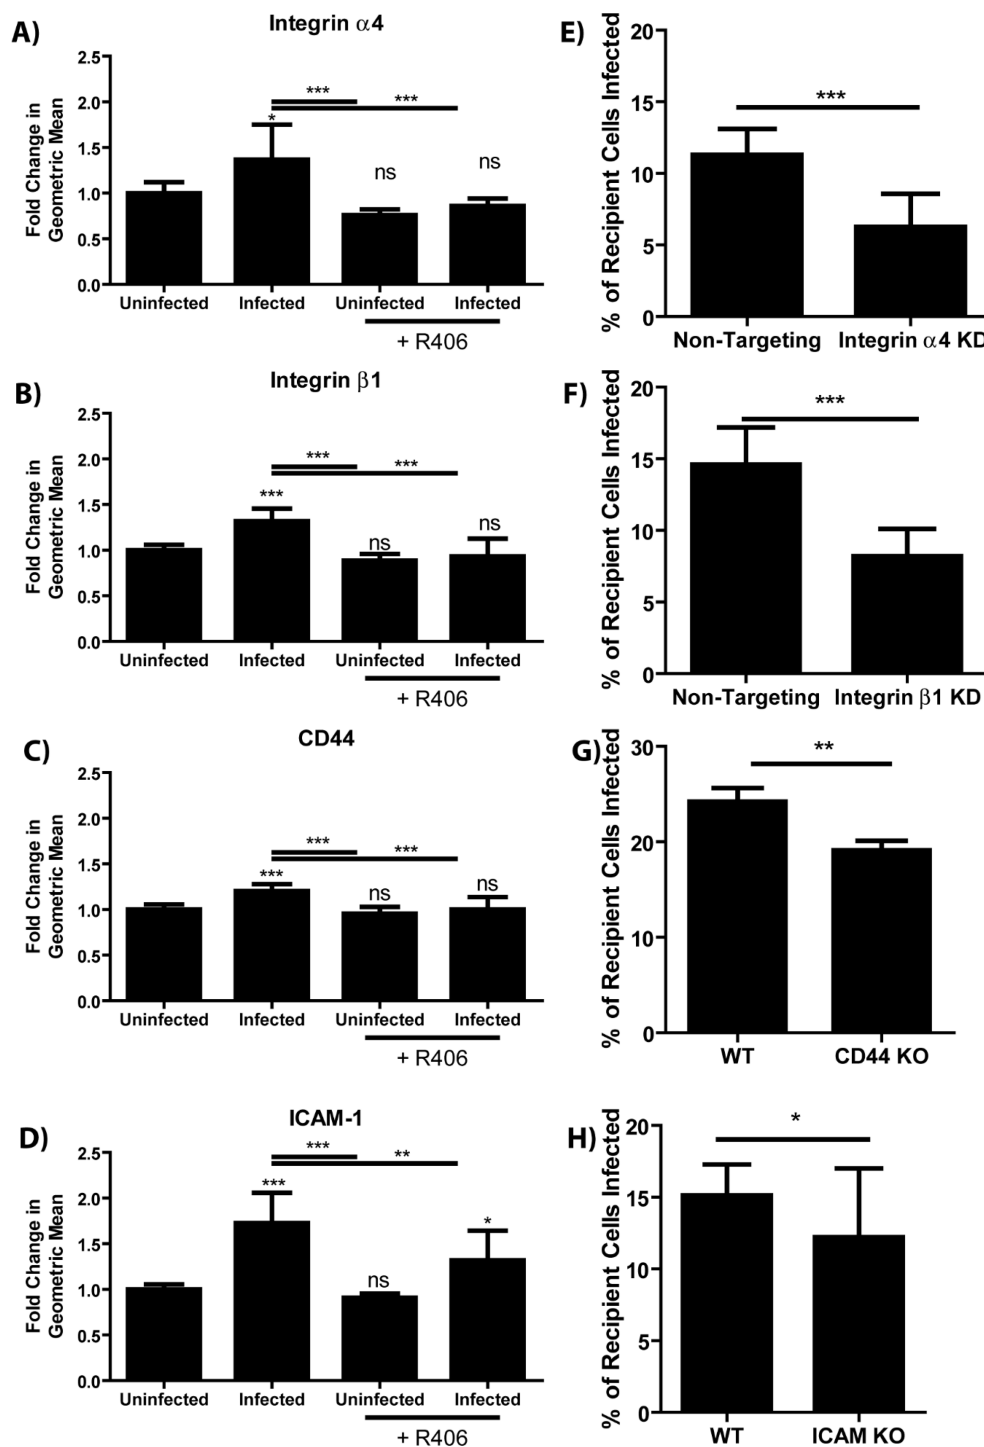 A)
Integrin α4
Fold Change in
Geometric Mean
2.5
2.0
1.5
1.0
0.5
0.0
***
***
*
ns
ns
Uninfected
Infected
Uninfected
Infected
+ R406
E)
% of Recipient Cells Infected
20
15
10
5
0
***
Non-Targeting
Integrin α4 KD
B)
Integrin β1
Fold Change in
Geometric Mean
2.5
2.0
1.5
1.0
0.5
0.0
***
***
***
ns
ns
Uninfected
Infected
Uninfected
Infected
+ R406
F)
% of Recipient Cells Infected
20
15
10
5
0
***
Non-Targeting
Integrin β1 KD
C)
CD44
Fold Change in
Geometric Mean
2.5
2.0
1.5
1.0
0.5
0.0
***
***
***
ns
ns
Uninfected
Infected
Uninfected
Infected
+ R406
G)
% of Recipient Cells Infected
30
20
10
0
**
WT
CD44 KO
D)
ICAM-1
Fold Change in
Geometric Mean
2.5
2.0
1.5
1.0
0.5
0.0
***
**
***
ns
*
Uninfected
Infected
Uninfected
Infected
+ R406
H)
% of Recipient Cells Infected
20
15
10
5
0
*
WT
ICAM KO